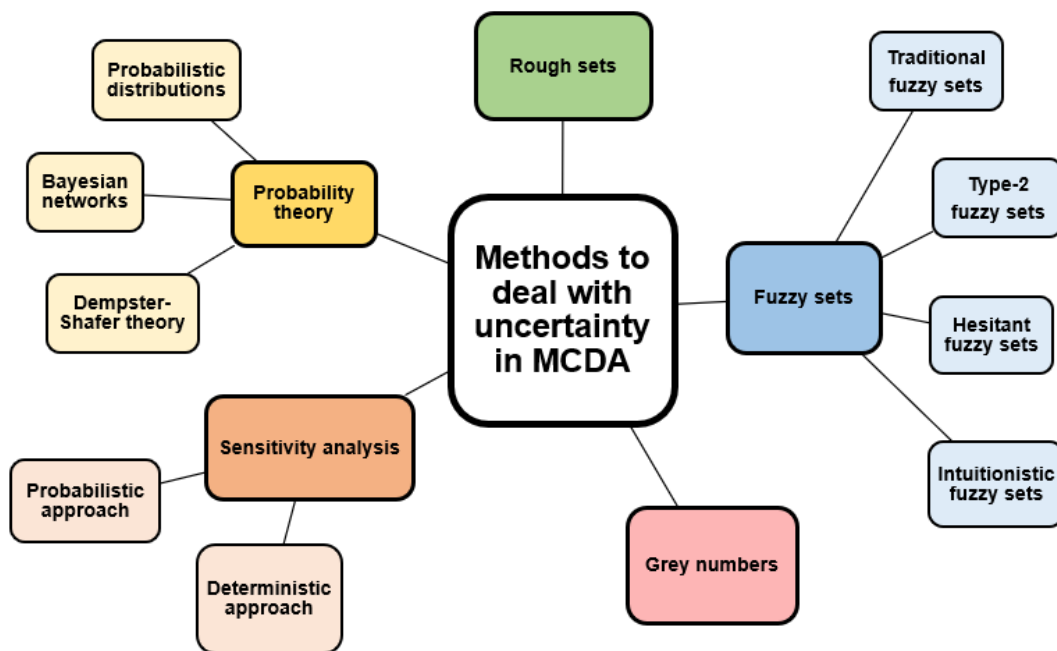 Probabilistic
distributions
Bayesian
networks
Dempster-
Shafer theory
Probability
theory
Rough sets
Methods to
deal with
uncertainty
in MCDA
Traditional
fuzzy sets
Type-2
fuzzy sets
Fuzzy sets
Hesitant
fuzzy sets
Intuitionistic
fuzzy sets
Sensitivity analysis
Probabilistic
approach
Deterministic
approach
Grey numbers